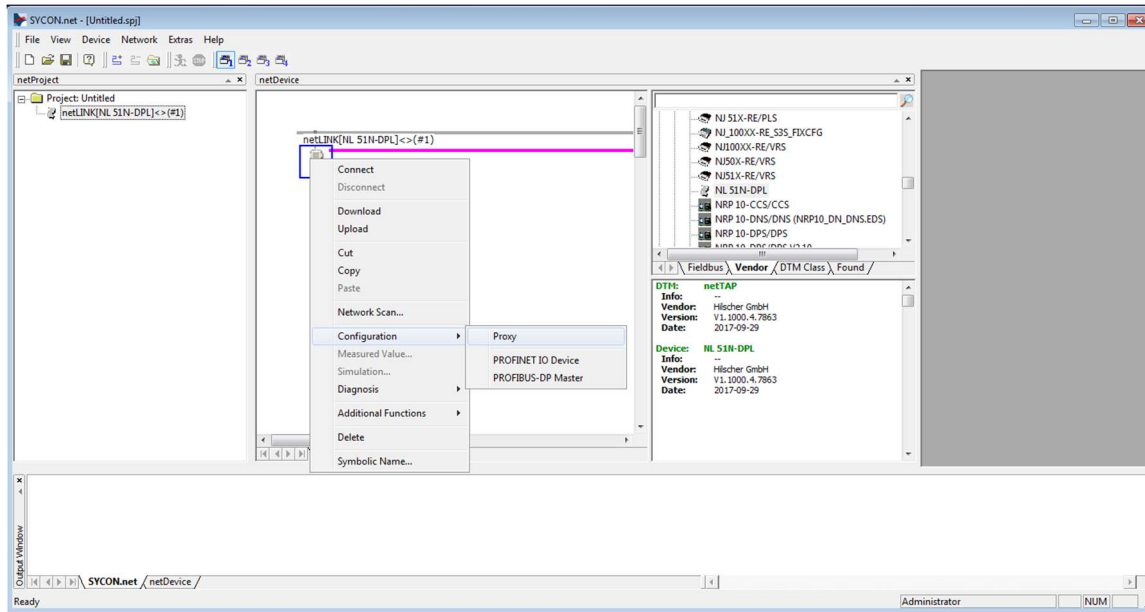 SYCON.net - [Untitled.spj]
File View Device Network Extras Help
netProject
netDevice
Project: Untitled
netLINK[NL 51N-DPL]<>(#1)
netLINK[NL 51N-DPL]<>(#1)
Connect
Disconnect
Download
Upload
Cut
Copy
Paste
Network Scan...
Configuration
Measured Value...
Simulation...
Diagnosis
Additional Functions
Delete
Symbolic Name...
Proxy
PROFINET IO Device
PROFIBUS-DP Master
NJ 51X-RE/PLS
NJ_100XX-RE_S3S_FIXCFG
NJ100XX-RE/VRS
NJ50X-RE/VRS
NJ51X-RE/VRS
NL 51N-DPL
NRP 10-CCS/CCS
NRP 10-DNS/DNS (NRP10_DN_DNS.EDS)
NRP 10-DPS/DPS
NRP 10-DPS/DPS V2.10
Fieldbus Vendor DTM Class Found
DTM: netTAP
Info: --
Vendor: Hilscher GmbH
Version: V1.1000.4.7863
Date: 2017-09-29
Device: NL 51N-DPL
Info: --
Vendor: Hilscher GmbH
Version: V1.1000.4.7863
Date: 2017-09-29
Output Window
SYCON.net netDevice
Ready
Administrator
NUM